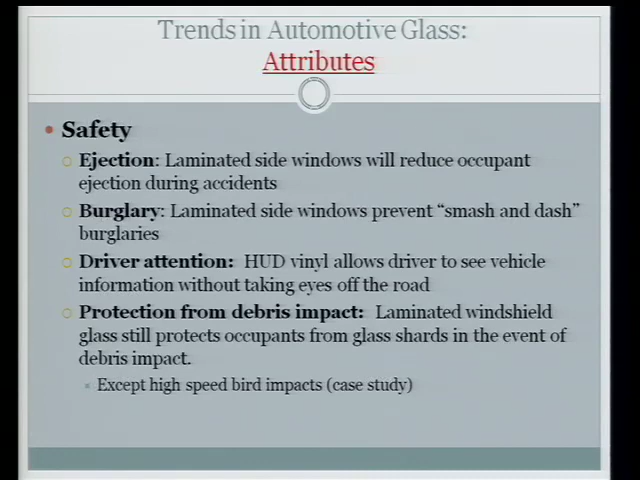 Trends in Automotive Glass:
Attributes
• Safety
○ Ejection: Laminated side windows will reduce occupant
ejection during accidents
○ Burglary: Laminated side windows prevent “smash and dash”
burglaries
○ Driver attention: HUD vinyl allows driver to see vehicle
information without taking eyes off the road
○ Protection from debris impact: Laminated windshield
glass still protects occupants from glass shards in the event of
debris impact.
▪ Except high speed bird impacts (case study)